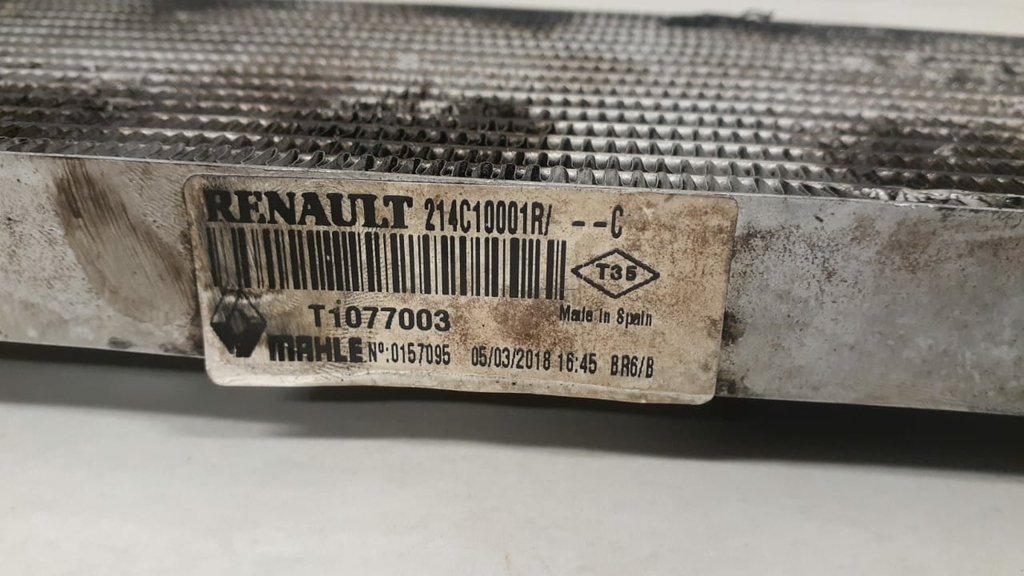 RENAULT 214C10001R/ --C
T35
T1077003 Made in Spain
MAHLE Nº:0157095 05/03/2018 16:45 BR6/B